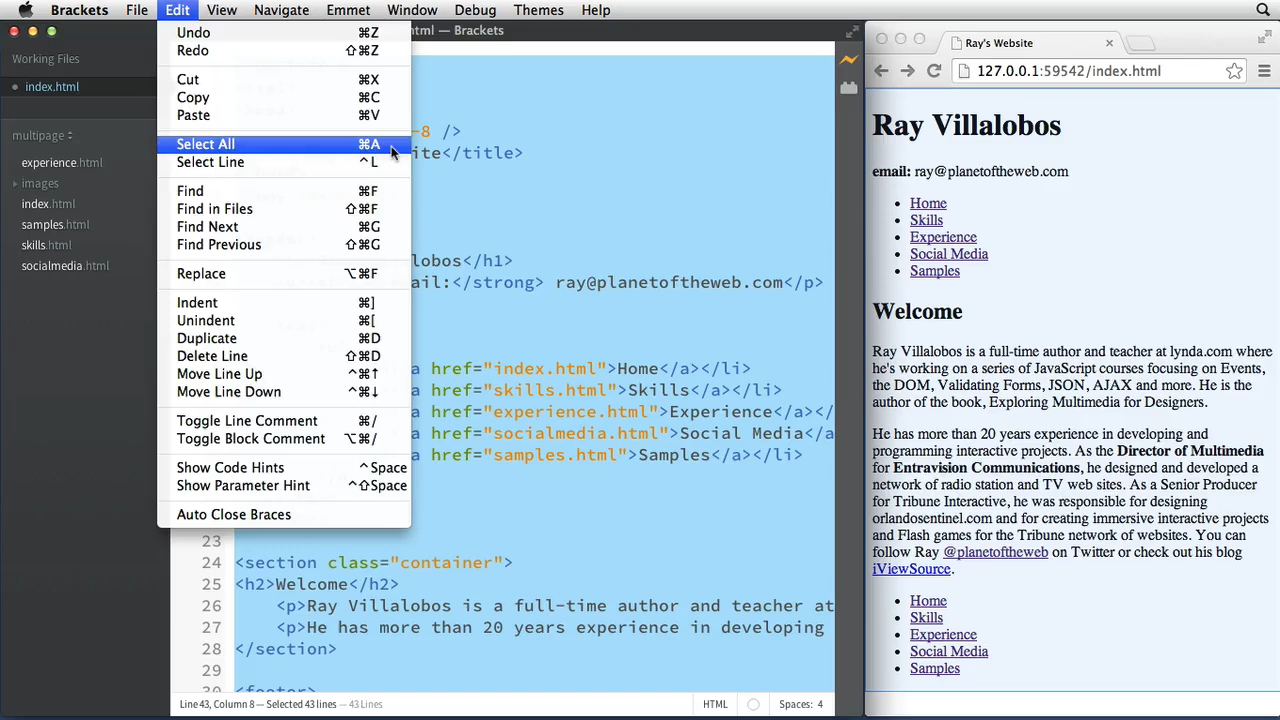 Brackets File Edit View Navigate Emmet Window Debug Themes Help
html — Brackets
Working Files
index.html
multipage
experience.html
images
index.html
samples.html
skills.html
socialmedia.html
Undo ⌘Z
Redo ⇧⌘Z
Cut ⌘X
Copy ⌘C
Paste ⌘V
Select All ⌘A
Select Line ^L
Find ⌘F
Find in Files ⇧⌘F
Find Next ⌘G
Find Previous ⇧⌘G
Replace ⌥⌘F
Indent ⌘]
Unindent ⌘[
Duplicate ⌘D
Delete Line ⇧⌘D
Move Line Up ^⌘↑
Move Line Down ^⌘↓
Toggle Line Comment ⌘/
Toggle Block Comment ⌥⌘/
Show Code Hints ^Space
Show Parameter Hint ^⇧Space
Auto Close Braces
-8 />
ite</title>
lobos</h1>
ail:</strong> ray@planetoftheweb.com</p>
a href="index.html">Home</a></li>
a href="skills.html">Skills</a></li>
a href="experience.html">Experience</a></
a href="socialmedia.html">Social Media</a
a href="samples.html">Samples</a></li>
23
24 <section class="container">
25 <h2>Welcome</h2>
26 <p>Ray Villalobos is a full-time author and teacher at
27 <p>He has more than 20 years experience in developing
28 </section>
29
30 <footer>
Line 43, Column 8 — Selected 43 lines — 43 Lines
HTML
Spaces: 4
Ray's Website
127.0.0.1:59542/index.html
Ray Villalobos
email: ray@planetoftheweb.com
Home
Skills
Experience
Social Media
Samples
Welcome
Ray Villalobos is a full-time author and teacher at lynda.com where
he's working on a series of JavaScript courses focusing on Events,
the DOM, Validating Forms, JSON, AJAX and more. He is the
author of the book, Exploring Multimedia for Designers.
He has more than 20 years experience in developing and
programming interactive projects. As the Director of Multimedia
for Entravision Communications, he designed and developed a
network of radio station and TV web sites. As a Senior Producer
for Tribune Interactive, he was responsible for designing
orlandosentinel.com and for creating immersive interactive projects
and Flash games for the Tribune network of websites. You can
follow Ray @planetoftheweb on Twitter or check out his blog
iViewSource.
Home
Skills
Experience
Social Media
Samples